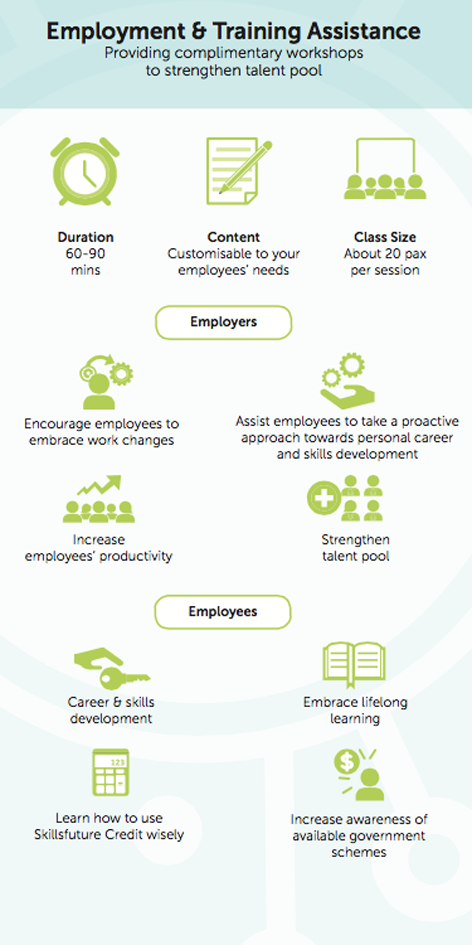 Employment & Training Assistance
Providing complimentary workshops
to strengthen talent pool
Duration
60-90
mins
Content
Customisable to your
employees' needs
Class Size
About 20 pax
per session
Employers
Encourage employees to
embrace work changes
Assist employees to take a proactive
approach towards personal career
and skills development
Increase
employees' productivity
Strengthen
talent pool
Employees
Career & skills
development
Embrace lifelong
learning
123
Learn how to use
Skillsfuture Credit wisely
$
Increase awareness of
available government
schemes